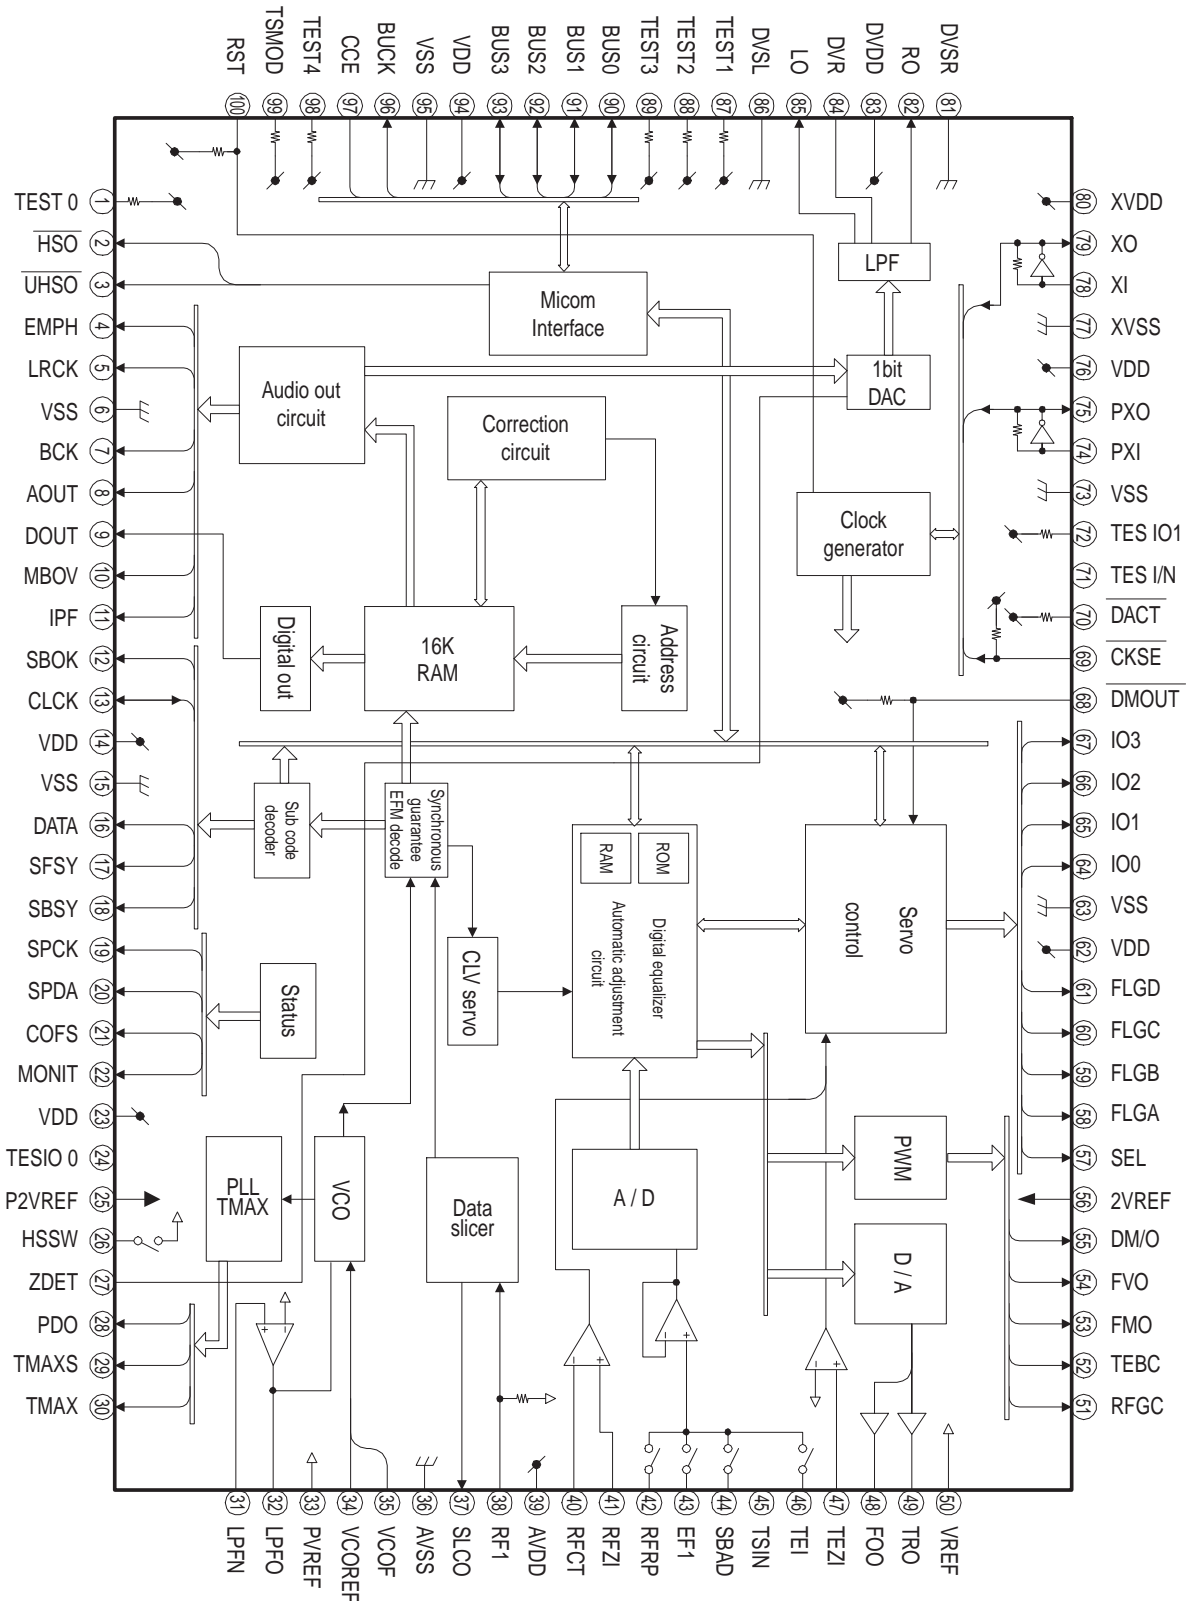 RST
TSMOD
TEST4
CCE
BUCK
VSS
VDD
BUS3
BUS2
BUS1
BUS0
TEST3
TEST2
TEST1
DVSL
LO
DVR
DVDD
RO
DVSR
100
99
98
97
96
95
94
93
92
91
90
89
88
87
86
85
84
83
82
81
TEST 0 1
HSO 2
UHSO 3
EMPH 4
LRCK 5
VSS 6
BCK 7
AOUT 8
DOUT 9
MBOV 10
IPF 11
SBOK 12
CLCK 13
VDD 14
VSS 15
DATA 16
SFSY 17
SBSY 18
SPCK 19
SPDA 20
COFS 21
MONIT 22
VDD 23
TESIO 0 24
P2VREF 25
HSSW 26
ZDET 27
PDO 28
TMAXS 29
TMAX 30
LPF
Micom
Interface
1bit
DAC
Audio out
circuit
Correction
circuit
Clock
generator
Digital out
16K
RAM
Address
circuit
Sub code
decoder
Synchronous
guarantee
EFM decode
RAM
ROM
Digital equalizer
Automatic adjustment
circuit
Servo
control
CLV servo
Status
PLL
TMAX
VCO
Data
slicer
A / D
PWM
D / A
+
−
−
+
−
+
−
+
80 XVDD
79 XO
78 XI
77 XVSS
76 VDD
75 PXO
74 PXI
73 VSS
72 TES IO1
71 TES I/N
70 DACT
69 CKSE
68 DMOUT
67 IO3
66 IO2
65 IO1
64 IO0
63 VSS
62 VDD
61 FLGD
60 FLGC
59 FLGB
58 FLGA
57 SEL
56 2VREF
55 DM/O
54 FVO
53 FMO
52 TEBC
51 RFGC
31
32
33
34
35
36
37
38
39
40
41
42
43
44
45
46
47
48
49
50
LPFN
LPFO
PVREF
VCOREF
VCOF
AVSS
SLCO
RF1
AVDD
RFCT
RFZI
RFRP
EF1
SBAD
TSIN
TEI
TEZI
FOO
TRO
VREF